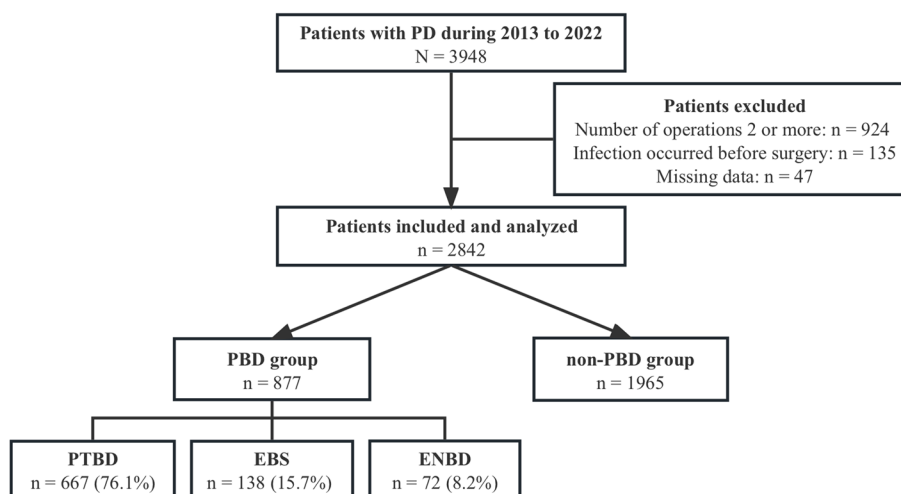 Patients with PD during 2013 to 2022
N = 3948
Patients excluded
Number of operations 2 or more: n = 924
Infection occurred before surgery: n = 135
Missing data: n = 47
Patients included and analyzed
n = 2842
PBD group
n = 877
non-PBD group
n = 1965
PTBD
n = 667 (76.1%)
EBS
n = 138 (15.7%)
ENBD
n = 72 (8.2%)